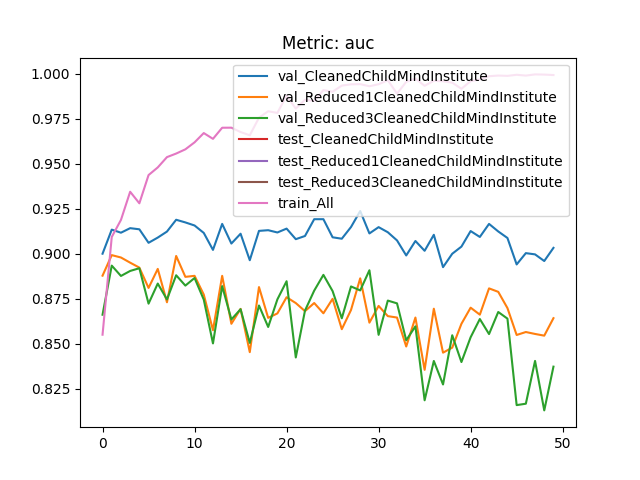 Metric: auc
1.000
0.975
0.950
0.925
0.900
0.875
0.850
0.825
val_CleanedChildMindInstitute
val_Reduced1CleanedChildMindInstitute
val_Reduced3CleanedChildMindInstitute
test_CleanedChildMindInstitute
test_Reduced1CleanedChildMindInstitute
test_Reduced3CleanedChildMindInstitute
train_All
0 10 20 30 40 50